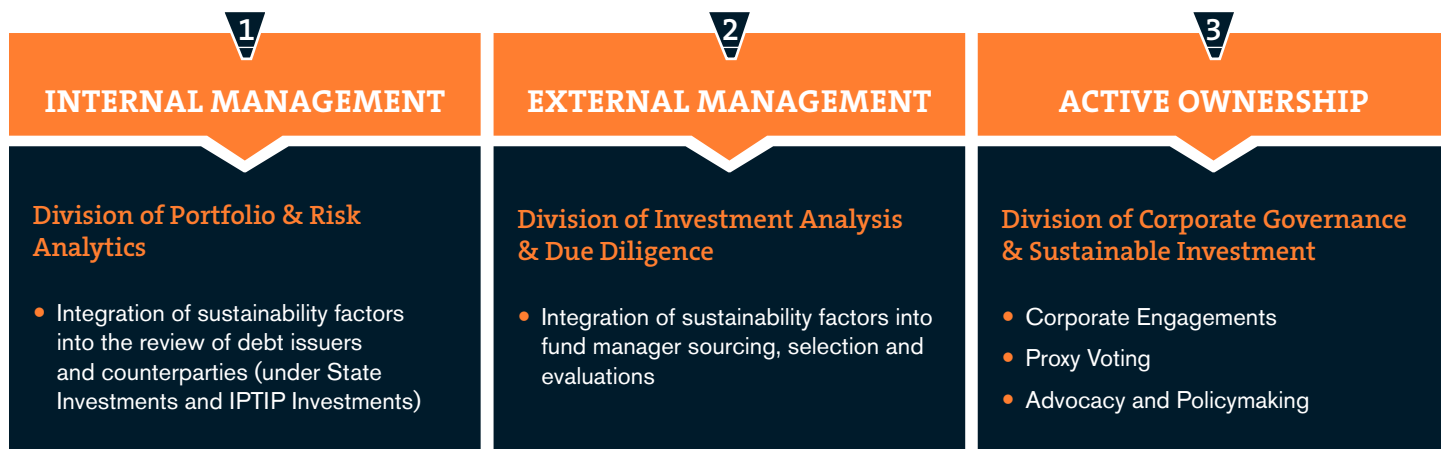 1
INTERNAL MANAGEMENT
Division of Portfolio & Risk
Analytics
• Integration of sustainability factors
into the review of debt issuers
and counterparties (under State
Investments and IPTIP Investments)
2
EXTERNAL MANAGEMENT
Division of Investment Analysis
& Due Diligence
• Integration of sustainability factors into
fund manager sourcing, selection and
evaluations
3
ACTIVE OWNERSHIP
Division of Corporate Governance
& Sustainable Investment
• Corporate Engagements
• Proxy Voting
• Advocacy and Policymaking